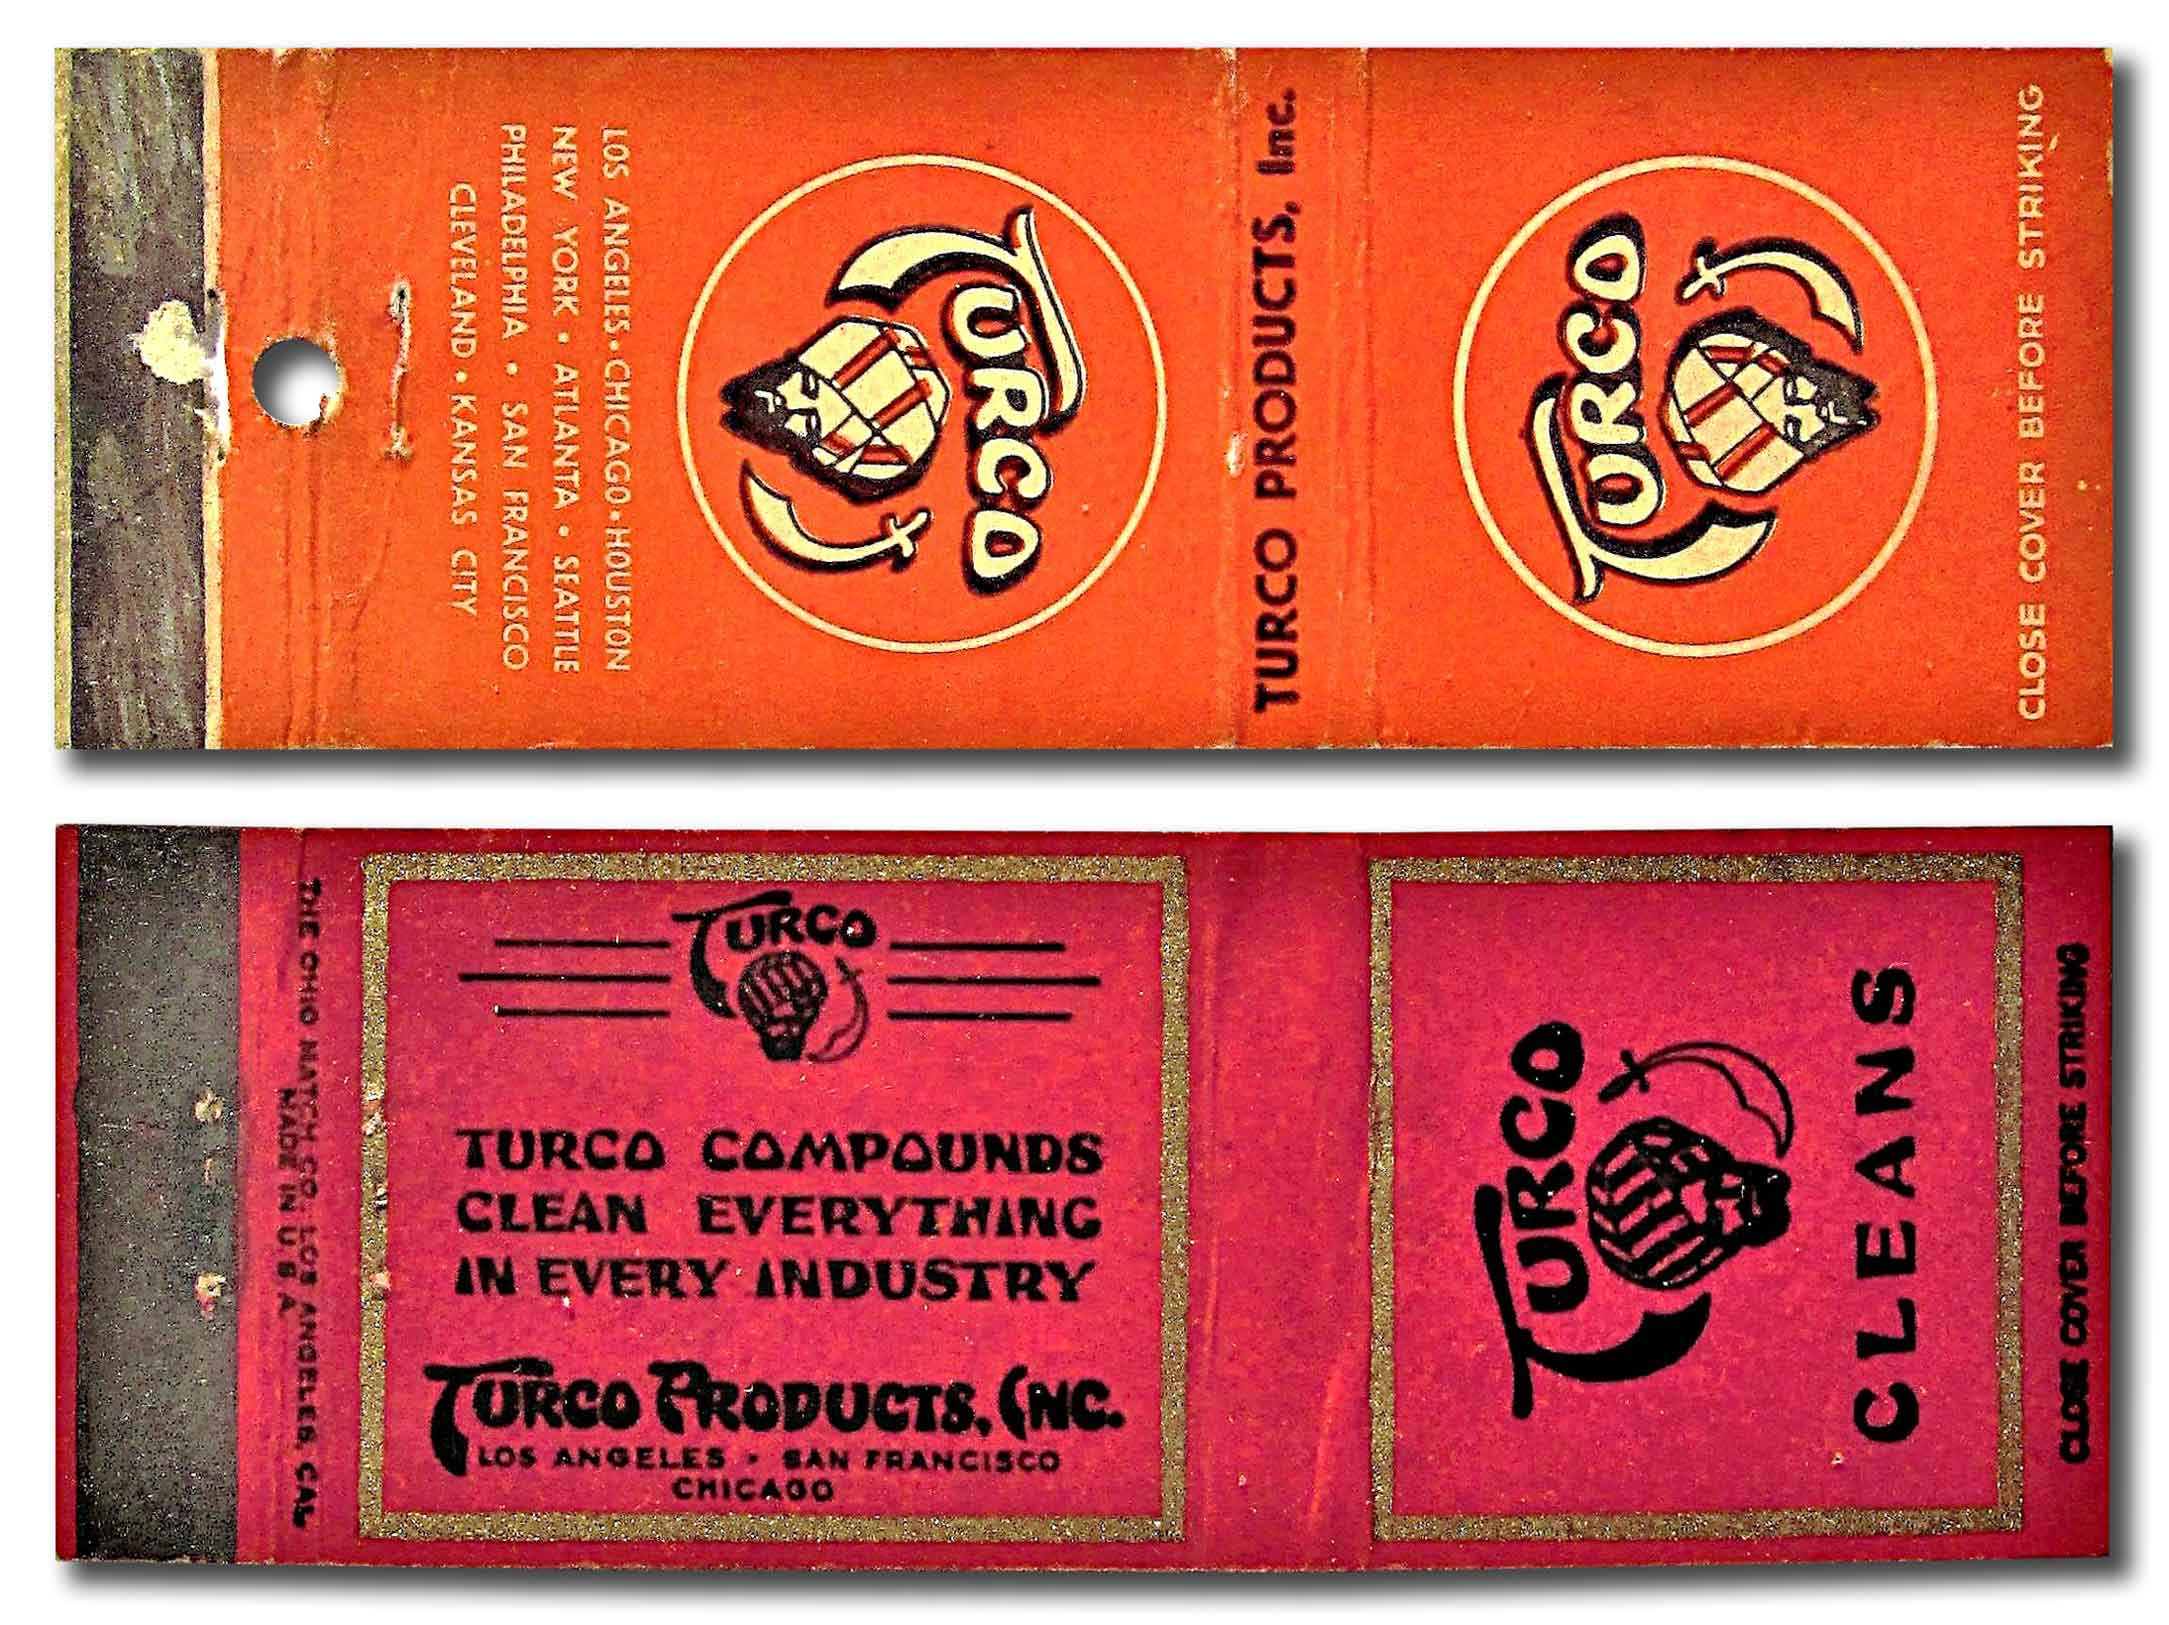 LOS ANGELES • CHICAGO • HOUSTON
NEW YORK • ATLANTA • SEATTLE
PHILADELPHIA • SAN FRANCISCO
CLEVELAND • KANSAS CITY
TURCO
TURCO PRODUCTS, Inc.
TURCO
CLOSE COVER BEFORE STRIKING
THE OHIO MATCH CO. LOS ANGELES, CAL.
MADE IN U.S.A.
TURCO
TURCO COMPOUNDS
CLEAN EVERYTHING
IN EVERY INDUSTRY
TURCO PRODUCTS, INC.
LOS ANGELES • SAN FRANCISCO
CHICAGO
TURCO
CLEANS
CLOSE COVER BEFORE STRIKING